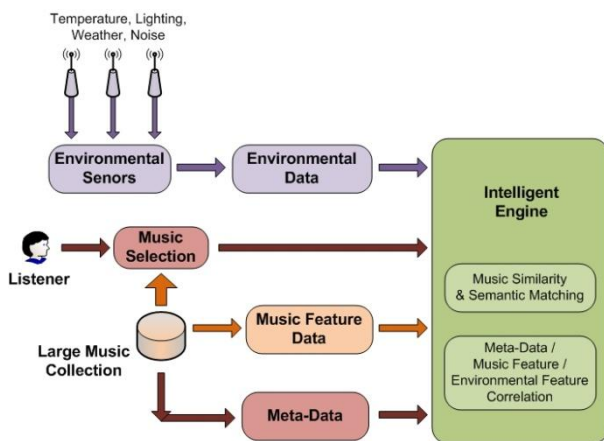 Temperature, Lighting,
Weather, Noise
Environmental
Senors
Environmental
Data
Intelligent
Engine
Listener
Music
Selection
Music Similarity
& Semantic Matching
Large Music
Collection
Music Feature
Data
Meta-Data /
Music Feature /
Environmental Feature
Correlation
Meta-Data